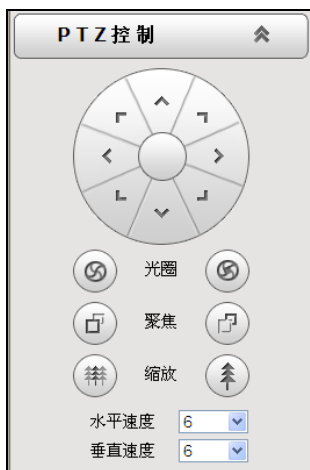 PTZ控制
光圈
聚焦
缩放
水平速度 6
垂直速度 6